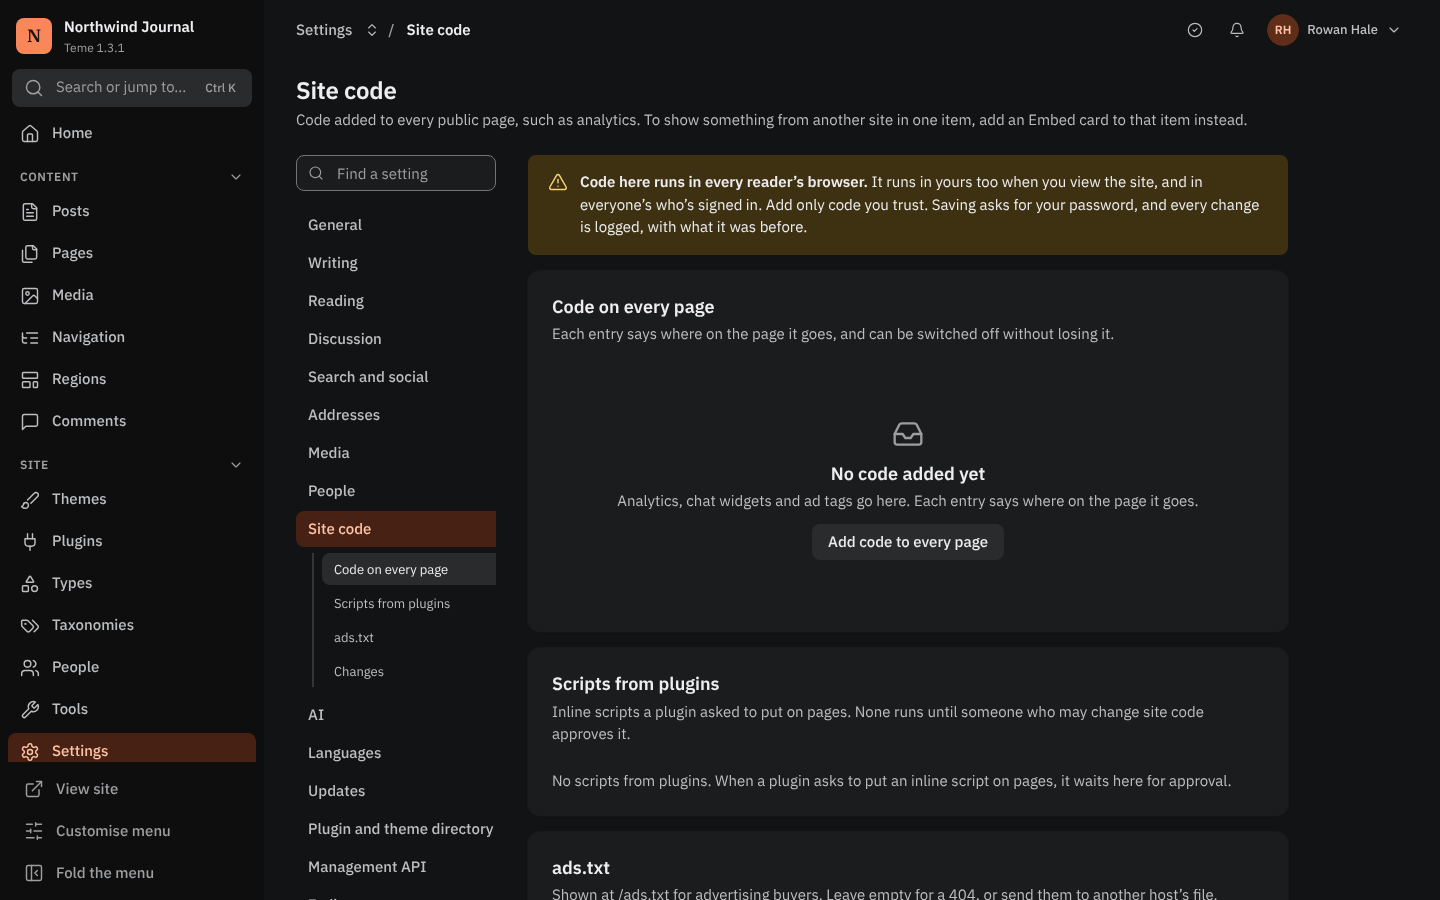 Northwind Journal
Teme 1.3.1
Search or jump to... Ctrl K
Home
CONTENT
Posts
Pages
Media
Navigation
Regions
Comments
SITE
Themes
Plugins
Types
Taxonomies
People
Tools
Settings
View site
Customise menu
Fold the menu
Settings / Site code
RH Rowan Hale
Site code
Code added to every public page, such as analytics. To show something from another site in one item, add an Embed card to that item instead.
Find a setting
General
Writing
Reading
Discussion
Search and social
Addresses
Media
People
Site code
Code on every page
Scripts from plugins
ads.txt
Changes
AI
Languages
Updates
Plugin and theme directory
Management API
Code here runs in every reader’s browser. It runs in yours too when you view the site, and in
everyone’s who’s signed in. Add only code you trust. Saving asks for your password, and every change
is logged, with what it was before.
Code on every page
Each entry says where on the page it goes, and can be switched off without losing it.
No code added yet
Analytics, chat widgets and ad tags go here. Each entry says where on the page it goes.
Add code to every page
Scripts from plugins
Inline scripts a plugin asked to put on pages. None runs until someone who may change site code
approves it.
No scripts from plugins. When a plugin asks to put an inline script on pages, it waits here for approval.
ads.txt
Shown at /ads.txt for advertising buyers. Leave empty for a 404, or send them to another host’s file.